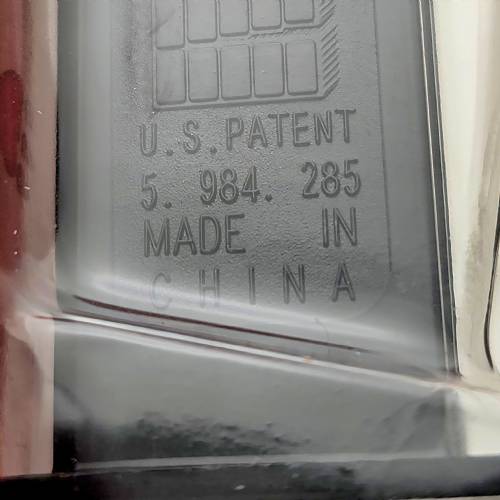 U.S.PATENT
5. 984. 285
MADE IN
CHINA